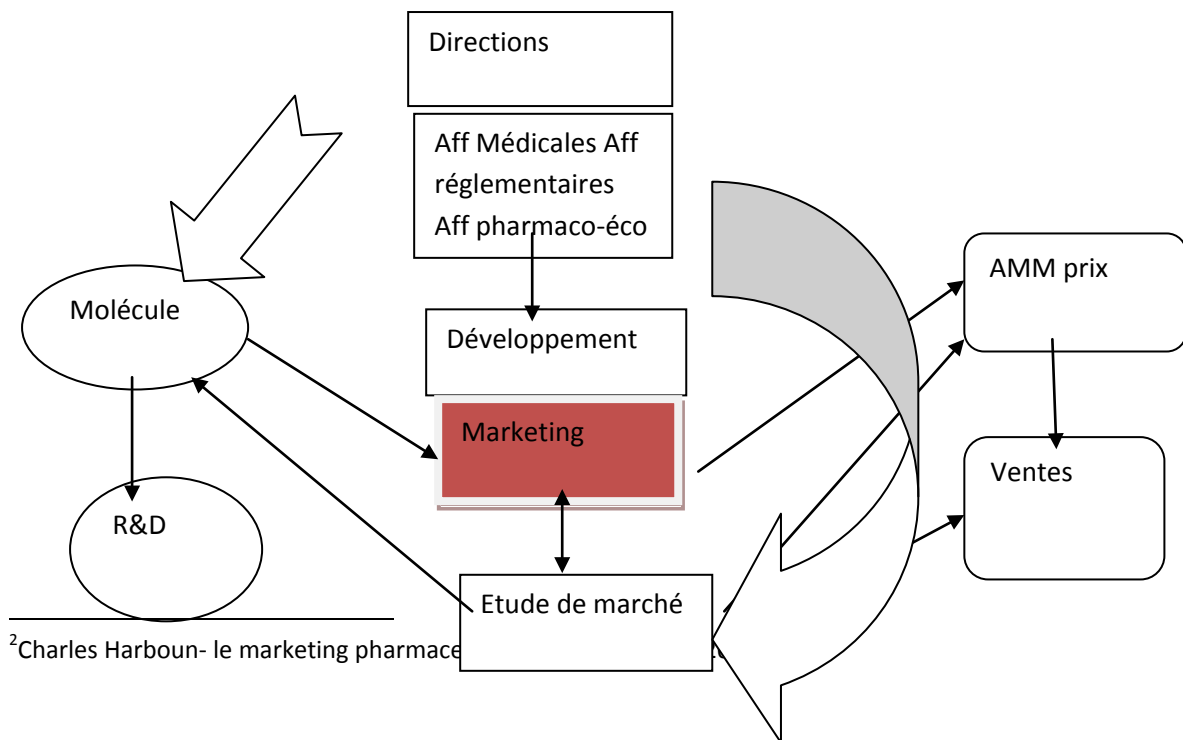 Directions
Aff Médicales Aff
réglementaires
Aff pharmaco-éco
AMM prix
Molécule
Développement
Marketing
Ventes
R&D
Etude de marché
²Charles Harboun- le marketing